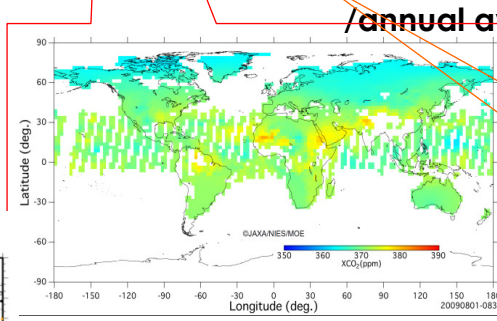 /annual a
90
60
30
0
-30
-60
-90
Latitude (deg.)
©JAXA/NIES/MOE
350 360 370 380 390
XCO2(ppm)
-180 -150 -120 -90 -60 -30 0 30 60 90 120 150
Longitude (deg.)
20090801-083